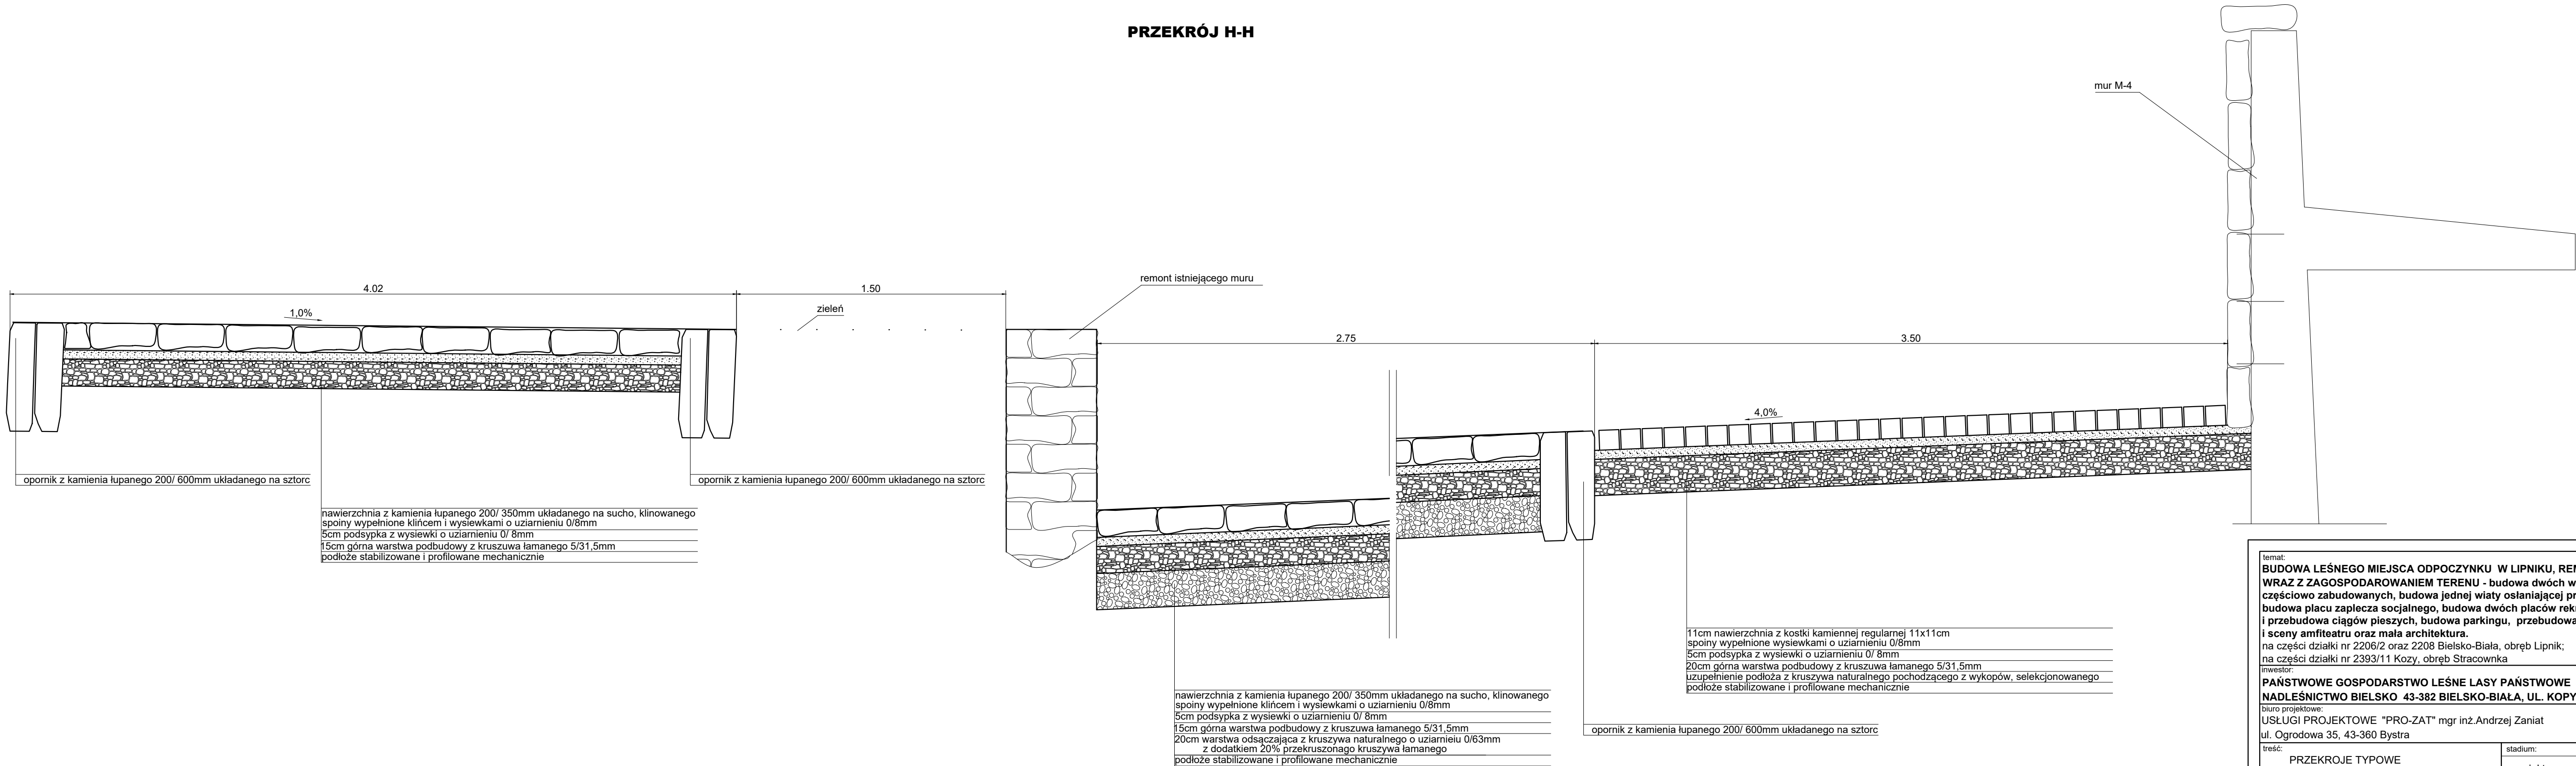 PRZEKRÓJ H-H
mur M-4
remont istniejącego muru
4.02
1.50
1,0%
zieleń
2.75
3.50
4,0%
opornik z kamienia łupanego 200/ 600mm układanego na sztorc
opornik z kamienia łupanego 200/ 600mm układanego na sztorc
nawierzchnia z kamienia łupanego 200/ 350mm układanego na sucho, klinowanego
spoiny wypełnione klińcem i wysiewkami o uziarnieniu 0/8mm
5cm podsypka z wysiewki o uziarnieniu 0/ 8mm
15cm górna warstwa podbudowy z kruszuwa łamanego 5/31,5mm
podłoże stabilizowane i profilowane mechanicznie
nawierzchnia z kamienia łupanego 200/ 350mm układanego na sucho, klinowanego
spoiny wypełnione klińcem i wysiewkami o uziarnieniu 0/8mm
5cm podsypka z wysiewki o uziarnieniu 0/ 8mm
15cm górna warstwa podbudowy z kruszuwa łamanego 5/31,5mm
20cm warstwa odsączająca z kruszywa naturalnego o uziarnieiu 0/63mm
z dodatkiem 20% przekruszonago kruszywa łamanego
podłoże stabilizowane i profilowane mechanicznie
11cm nawierzchnia z kostki kamiennej regularnej 11x11cm
spoiny wypełnione wysiewkami o uziarnieniu 0/8mm
5cm podsypka z wysiewki o uziarnieniu 0/ 8mm
20cm górna warstwa podbudowy z kruszuwa łamanego 5/31,5mm
uzupełnienie podłoża z kruszywa naturalnego pochodzącego z wykopów, selekcjonowanego
podłoże stabilizowane i profilowane mechanicznie
opornik z kamienia łupanego 200/ 600mm układanego na sztorc
temat:
BUDOWA LEŚNEGO MIEJSCA ODPOCZYNKU W LIPNIKU, REM
WRAZ Z ZAGOSPODAROWANIEM TERENU - budowa dwóch w
częściowo zabudowanych, budowa jednej wiaty osłaniającej pr
budowa placu zaplecza socjalnego, budowa dwóch placów rek
i przebudowa ciągów pieszych, budowa parkingu, przebudowa
i sceny amfiteatru oraz mała architektura.
na części działki nr 2206/2 oraz 2208 Bielsko-Biała, obręb Lipnik;
na części działki nr 2393/11 Kozy, obręb Stracownka
inwestor:
PAŃSTWOWE GOSPODARSTWO LEŚNE LASY PAŃSTWOWE
NADLEŚNICTWO BIELSKO 43-382 BIELSKO-BIAŁA, UL. KOPY
biuro projektowe:
USŁUGI PROJEKTOWE "PRO-ZAT" mgr inż.Andrzej Zaniat
ul. Ogrodowa 35, 43-360 Bystra
treść:
stadium:
PRZEKROJE TYPOWE